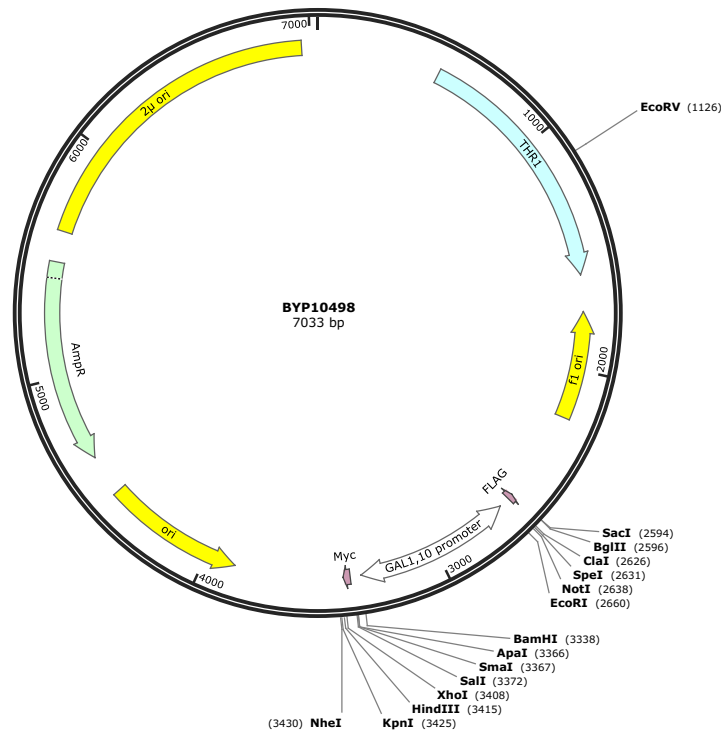 7000
2μ ori
1000
EcoRV (1126)
THR1
6000
BYP10498
7033 bp
AmpR
f1 ori
2000
5000
FLAG
ori
Myc
GAL1,10 promoter
SacI (2594)
BglII (2596)
ClaI (2626)
SpeI (2631)
NotI (2638)
EcoRI (2660)
4000
3000
BamHI (3338)
ApaI (3366)
SmaI (3367)
SalI (3372)
XhoI (3408)
HindIII (3415)
(3430) NheI
KpnI (3425)